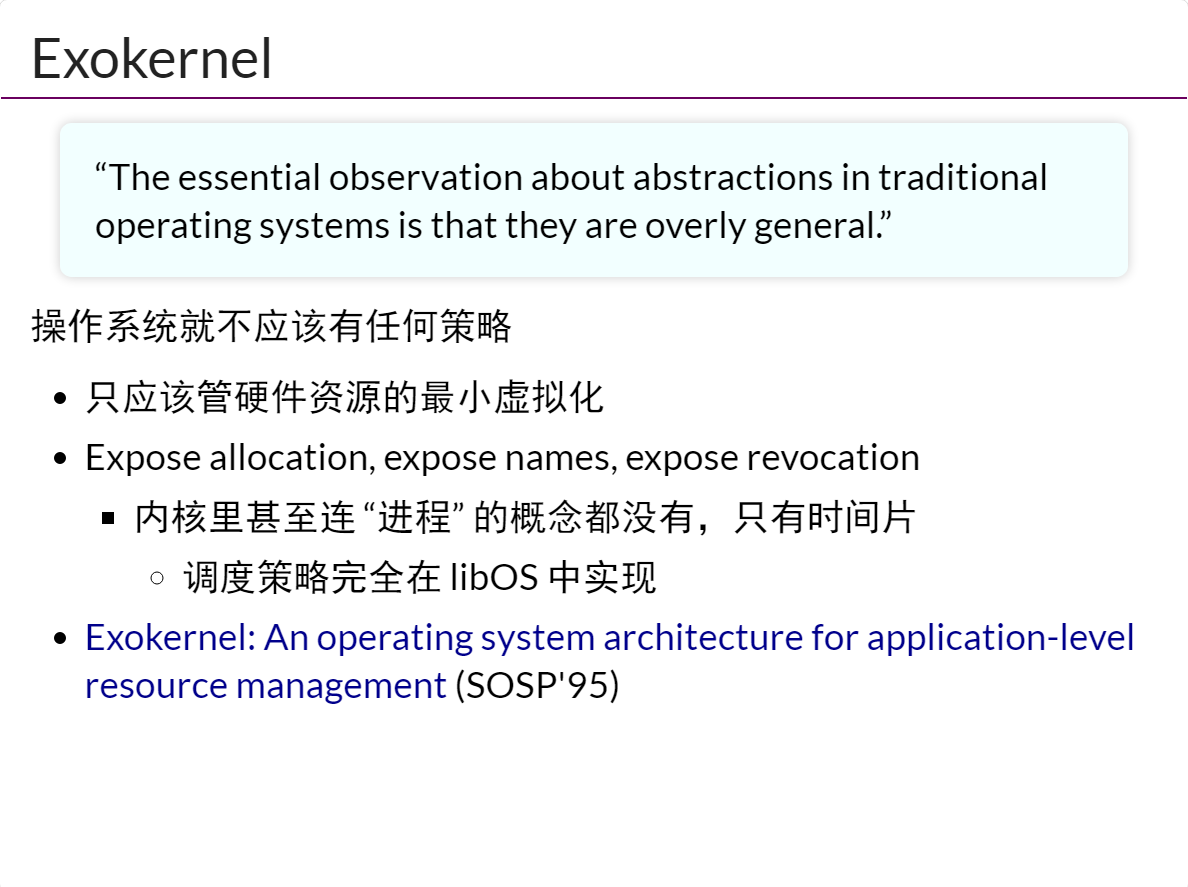 Exokernel
“The essential observation about abstractions in traditional
operating systems is that they are overly general.”
操作系统就不应该有任何策略
只应该管硬件资源的最小虚拟化
Expose allocation, expose names, expose revocation
内核里甚至连 “进程” 的概念都没有，只有时间片
调度策略完全在 libOS 中实现
Exokernel: An operating system architecture for application-level
resource management (SOSP'95)